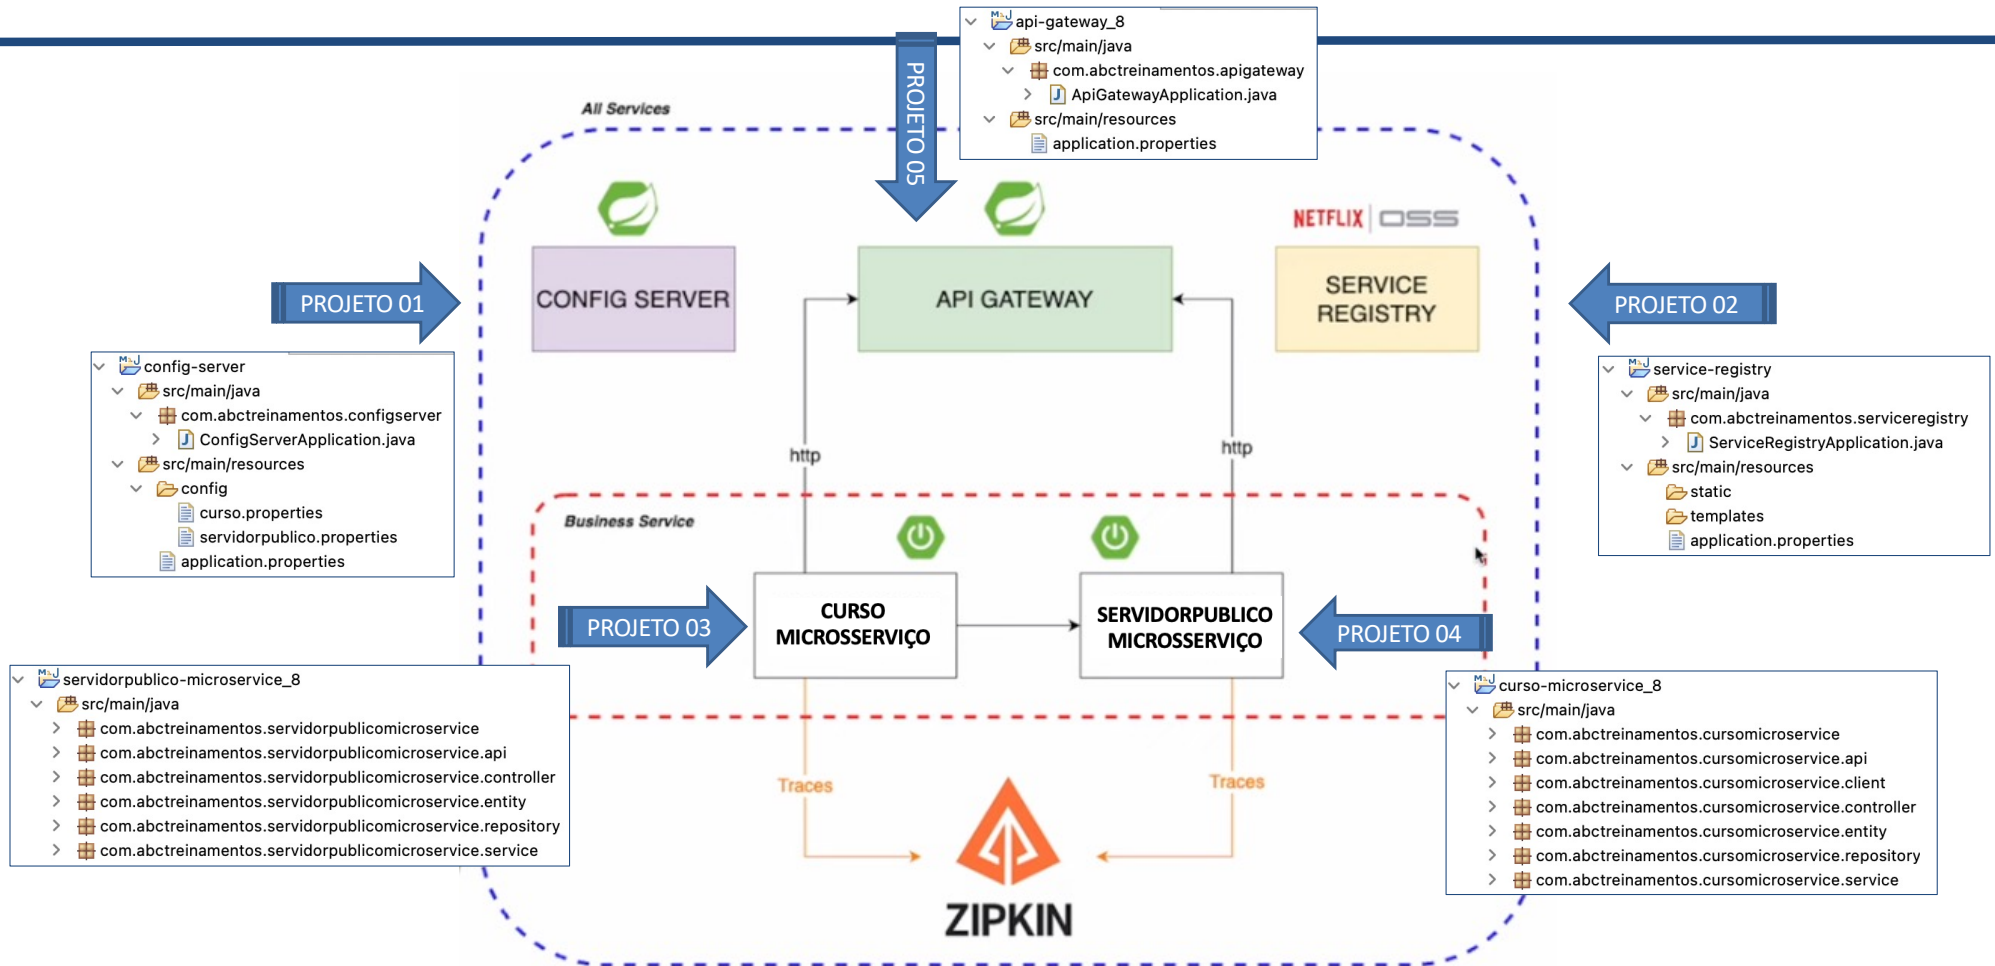 api-gateway_8
src/main/java
com.abctreinamentos.apigateway
ApiGatewayApplication.java
src/main/resources
application.properties
PROJETO 05
All Services
NETFLIX OSS
CONFIG SERVER
API GATEWAY
SERVICE
REGISTRY
PROJETO 01
PROJETO 02
config-server
src/main/java
com.abctreinamentos.configserver
ConfigServerApplication.java
src/main/resources
config
curso.properties
servidorpublico.properties
application.properties
service-registry
src/main/java
com.abctreinamentos.serviceregistry
ServiceRegistryApplication.java
src/main/resources
static
templates
application.properties
http
http
Business Service
PROJETO 03
CURSO
MICROSSERVIÇO
SERVIDORPUBLICO
MICROSSERVIÇO
PROJETO 04
servidorpublico-microservice_8
src/main/java
com.abctreinamentos.servidorpublicomicroservice
com.abctreinamentos.servidorpublicomicroservice.api
com.abctreinamentos.servidorpublicomicroservice.controller
com.abctreinamentos.servidorpublicomicroservice.entity
com.abctreinamentos.servidorpublicomicroservice.repository
com.abctreinamentos.servidorpublicomicroservice.service
curso-microservice_8
src/main/java
com.abctreinamentos.cursomicroservice
com.abctreinamentos.cursomicroservice.api
com.abctreinamentos.cursomicroservice.client
com.abctreinamentos.cursomicroservice.controller
com.abctreinamentos.cursomicroservice.entity
com.abctreinamentos.cursomicroservice.repository
com.abctreinamentos.cursomicroservice.service
Traces
Traces
ZIPKIN